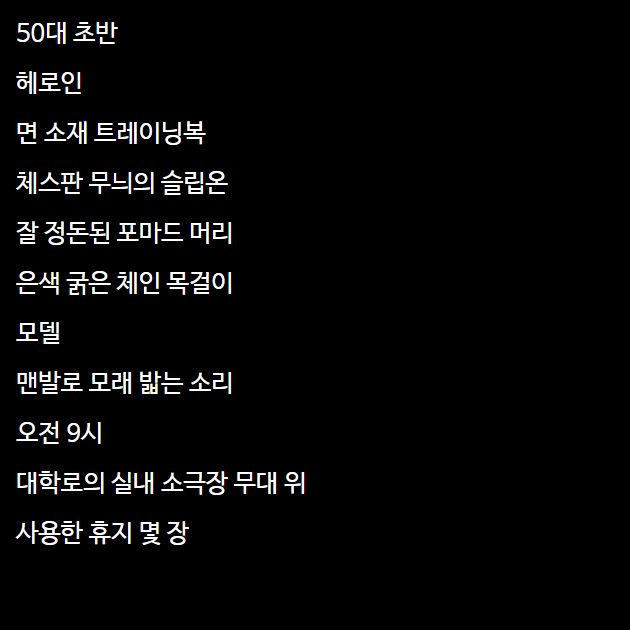 50대 초반
헤로인
면 소재 트레이닝복
체스판 무늬의 슬립온
잘 정돈된 포마드 머리
은색 굵은 체인 목걸이
모델
맨발로 모래 밟는 소리
오전 9시
대학로의 실내 소극장 무대 위
사용한 휴지 몇 장